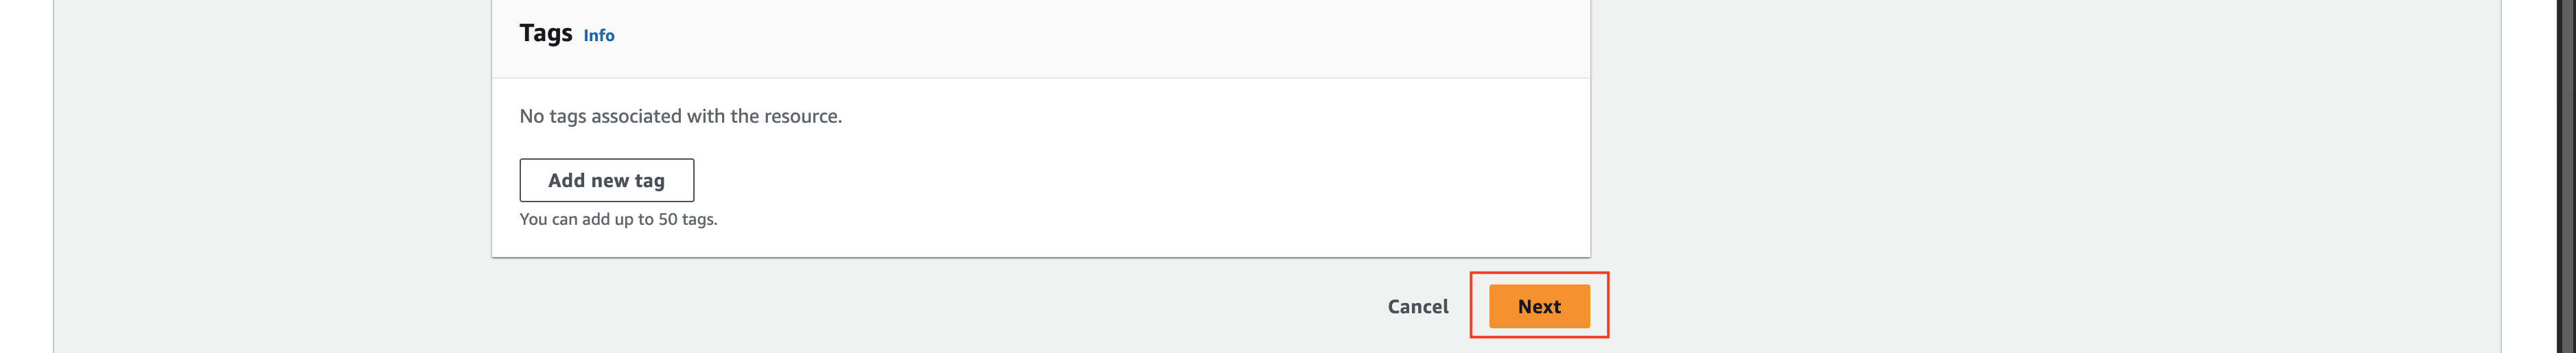 Tags Info
No tags associated with the resource.
Add new tag
You can add up to 50 tags.
Cancel Next